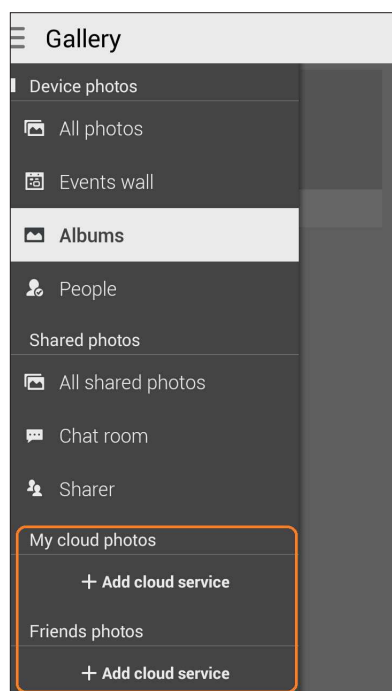 Gallery
Device photos
All photos
Events wall
Albums
People
Shared photos
All shared photos
Chat room
Sharer
My cloud photos
+ Add cloud service
Friends photos
+ Add cloud service